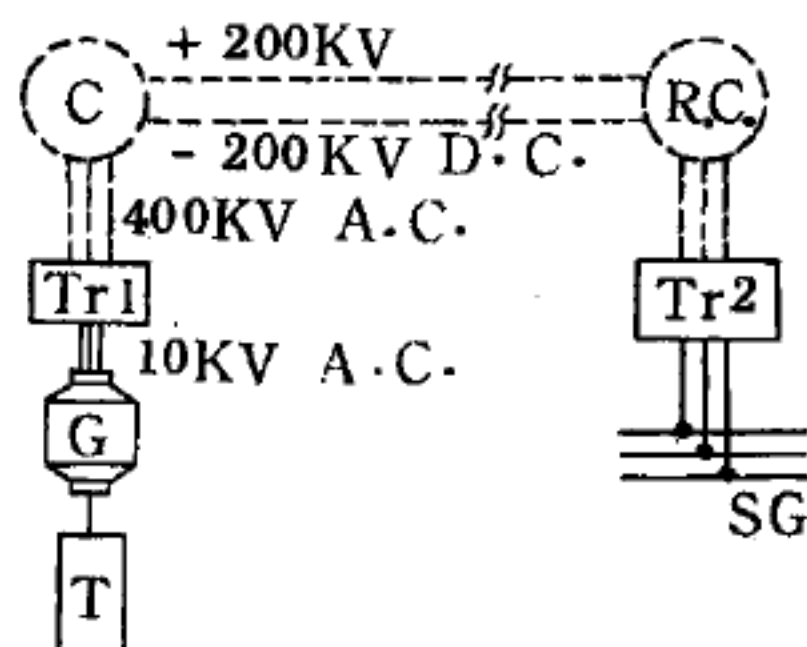 + 200KV
C
R.C.
- 200KV D.C.
400KV A.C.
Tr1
Tr2
10KV A.C.
G
SG
T